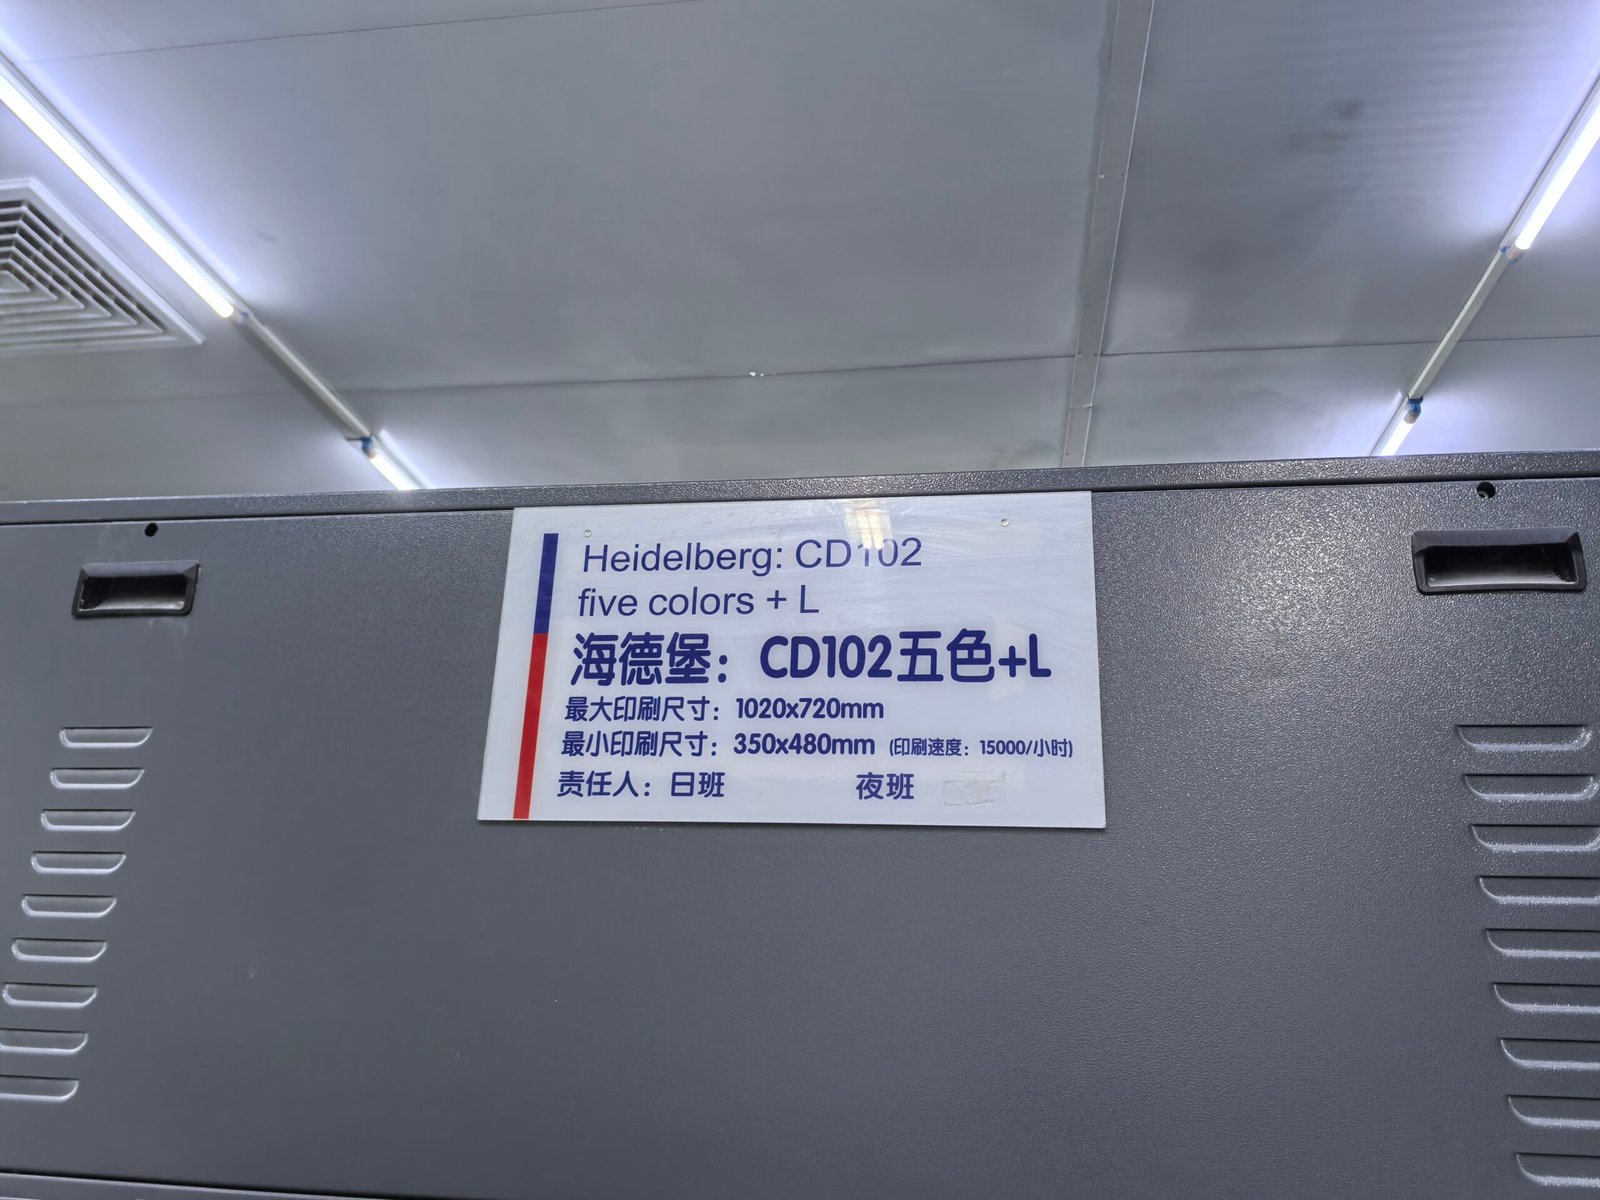 Heidelberg: CD102
five colors + L
海德堡：CD102五色+L
最大印刷尺寸：1020x720mm
最小印刷尺寸：350x480mm (印刷速度：15000/小时)
责任人：日班 夜班